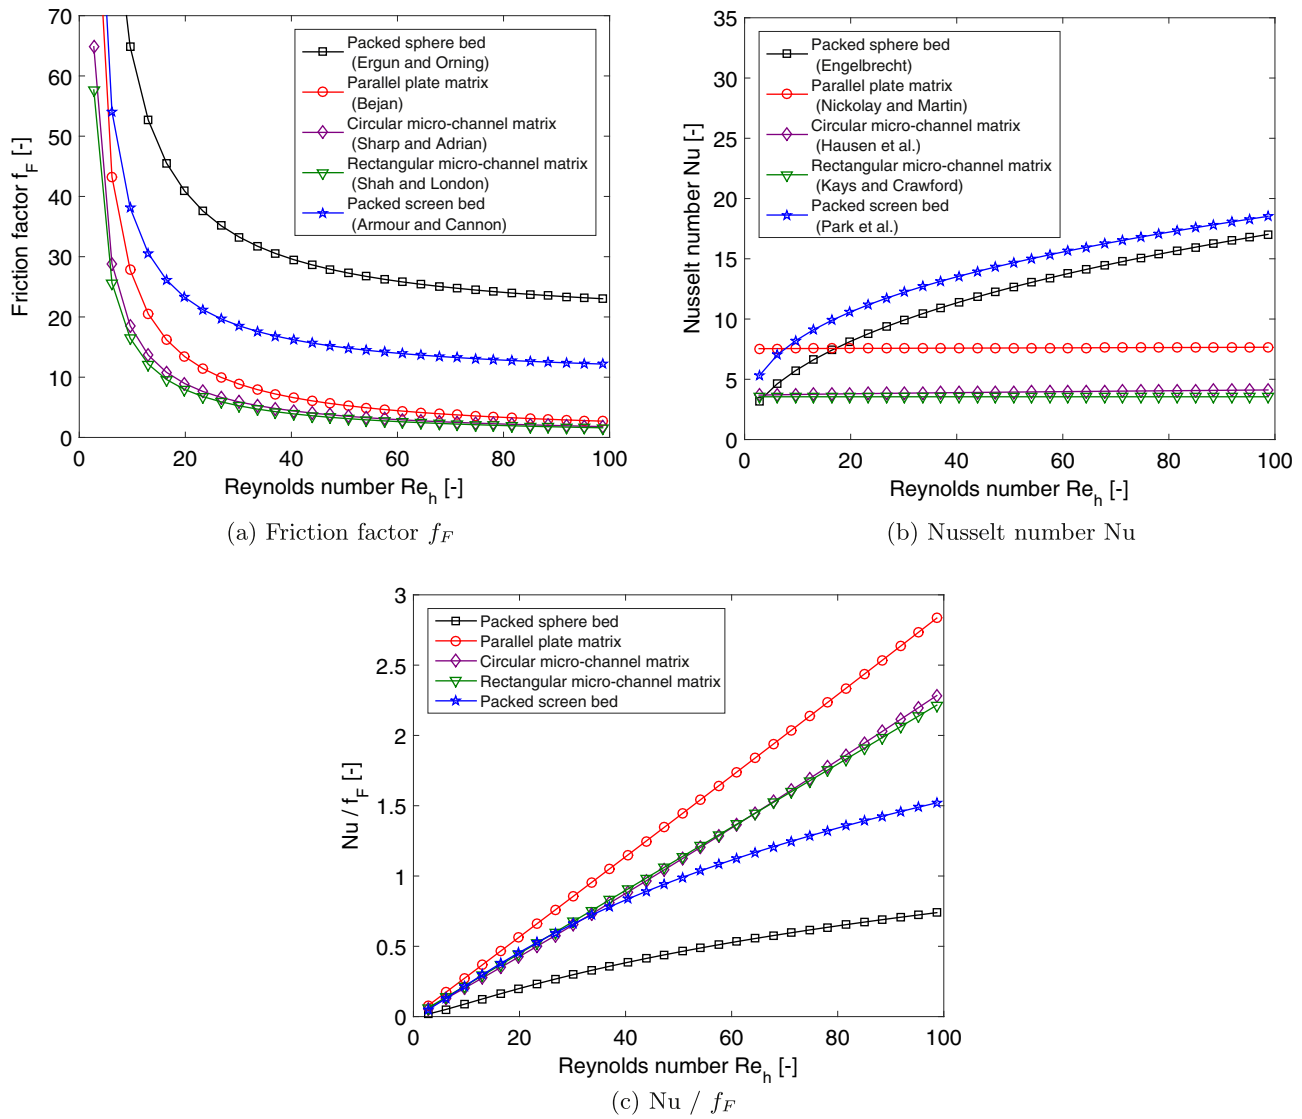 70
60
50
40
30
20
10
0
0
20
40
60
80
100
Friction factor f_F [-]
Reynolds number Re_h [-]
Packed sphere bed
(Ergun and Orning)
Parallel plate matrix
(Bejan)
Circular micro-channel matrix
(Sharp and Adrian)
Rectangular micro-channel matrix
(Shah and London)
Packed screen bed
(Armour and Cannon)
(a) Friction factor f_F
35
30
25
20
15
10
5
0
0
20
40
60
80
100
Nusselt number Nu [-]
Reynolds number Re_h [-]
Packed sphere bed
(Engelbrecht)
Parallel plate matrix
(Nickolay and Martin)
Circular micro-channel matrix
(Hausen et al.)
Rectangular micro-channel matrix
(Kays and Crawford)
Packed screen bed
(Park et al.)
(b) Nusselt number Nu
3
2.5
2
1.5
1
0.5
0
0
20
40
60
80
100
Nu / f_F [-]
Reynolds number Re_h [-]
Packed sphere bed
Parallel plate matrix
Circular micro-channel matrix
Rectangular micro-channel matrix
Packed screen bed
(c) Nu / f_F